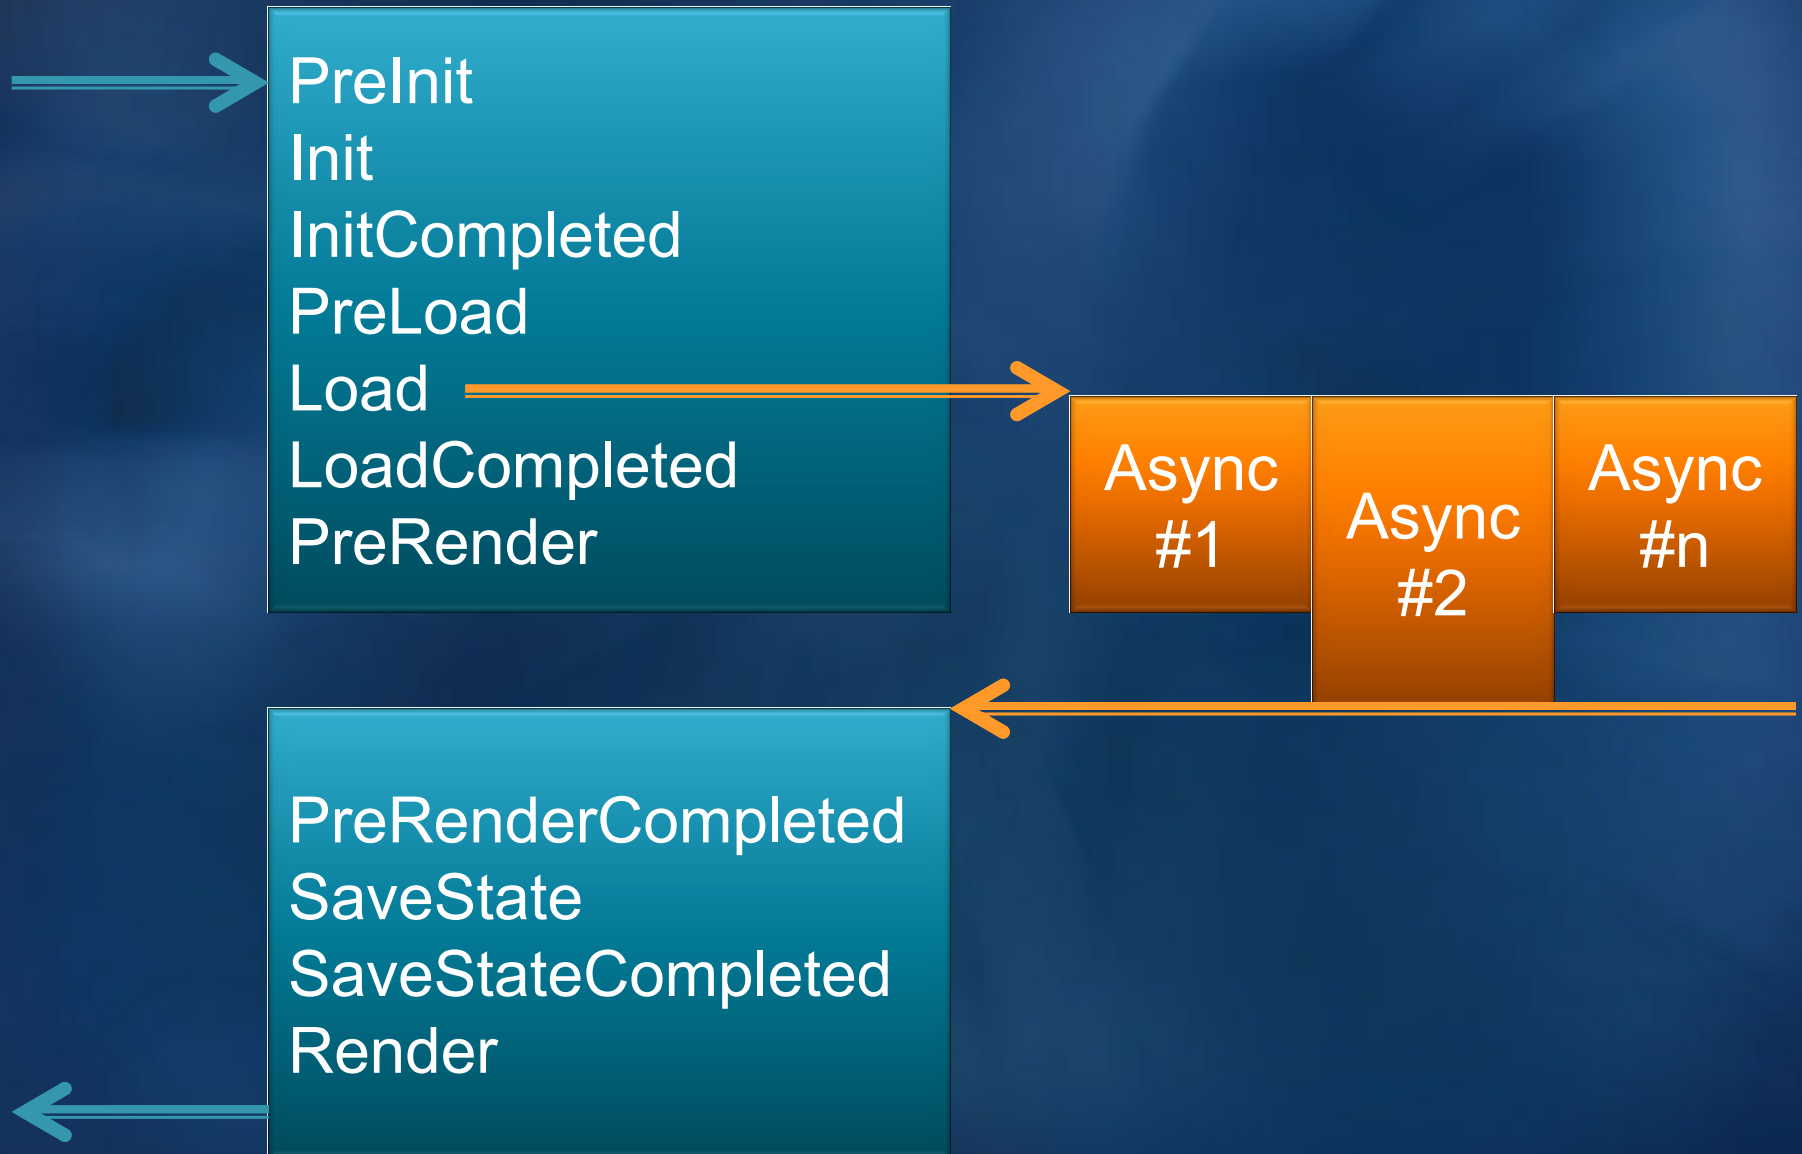 PreInit
Init
InitCompleted
PreLoad
Load
LoadCompleted
PreRender
Async
#1
Async
#2
Async
#n
PreRenderCompleted
SaveState
SaveStateCompleted
Render